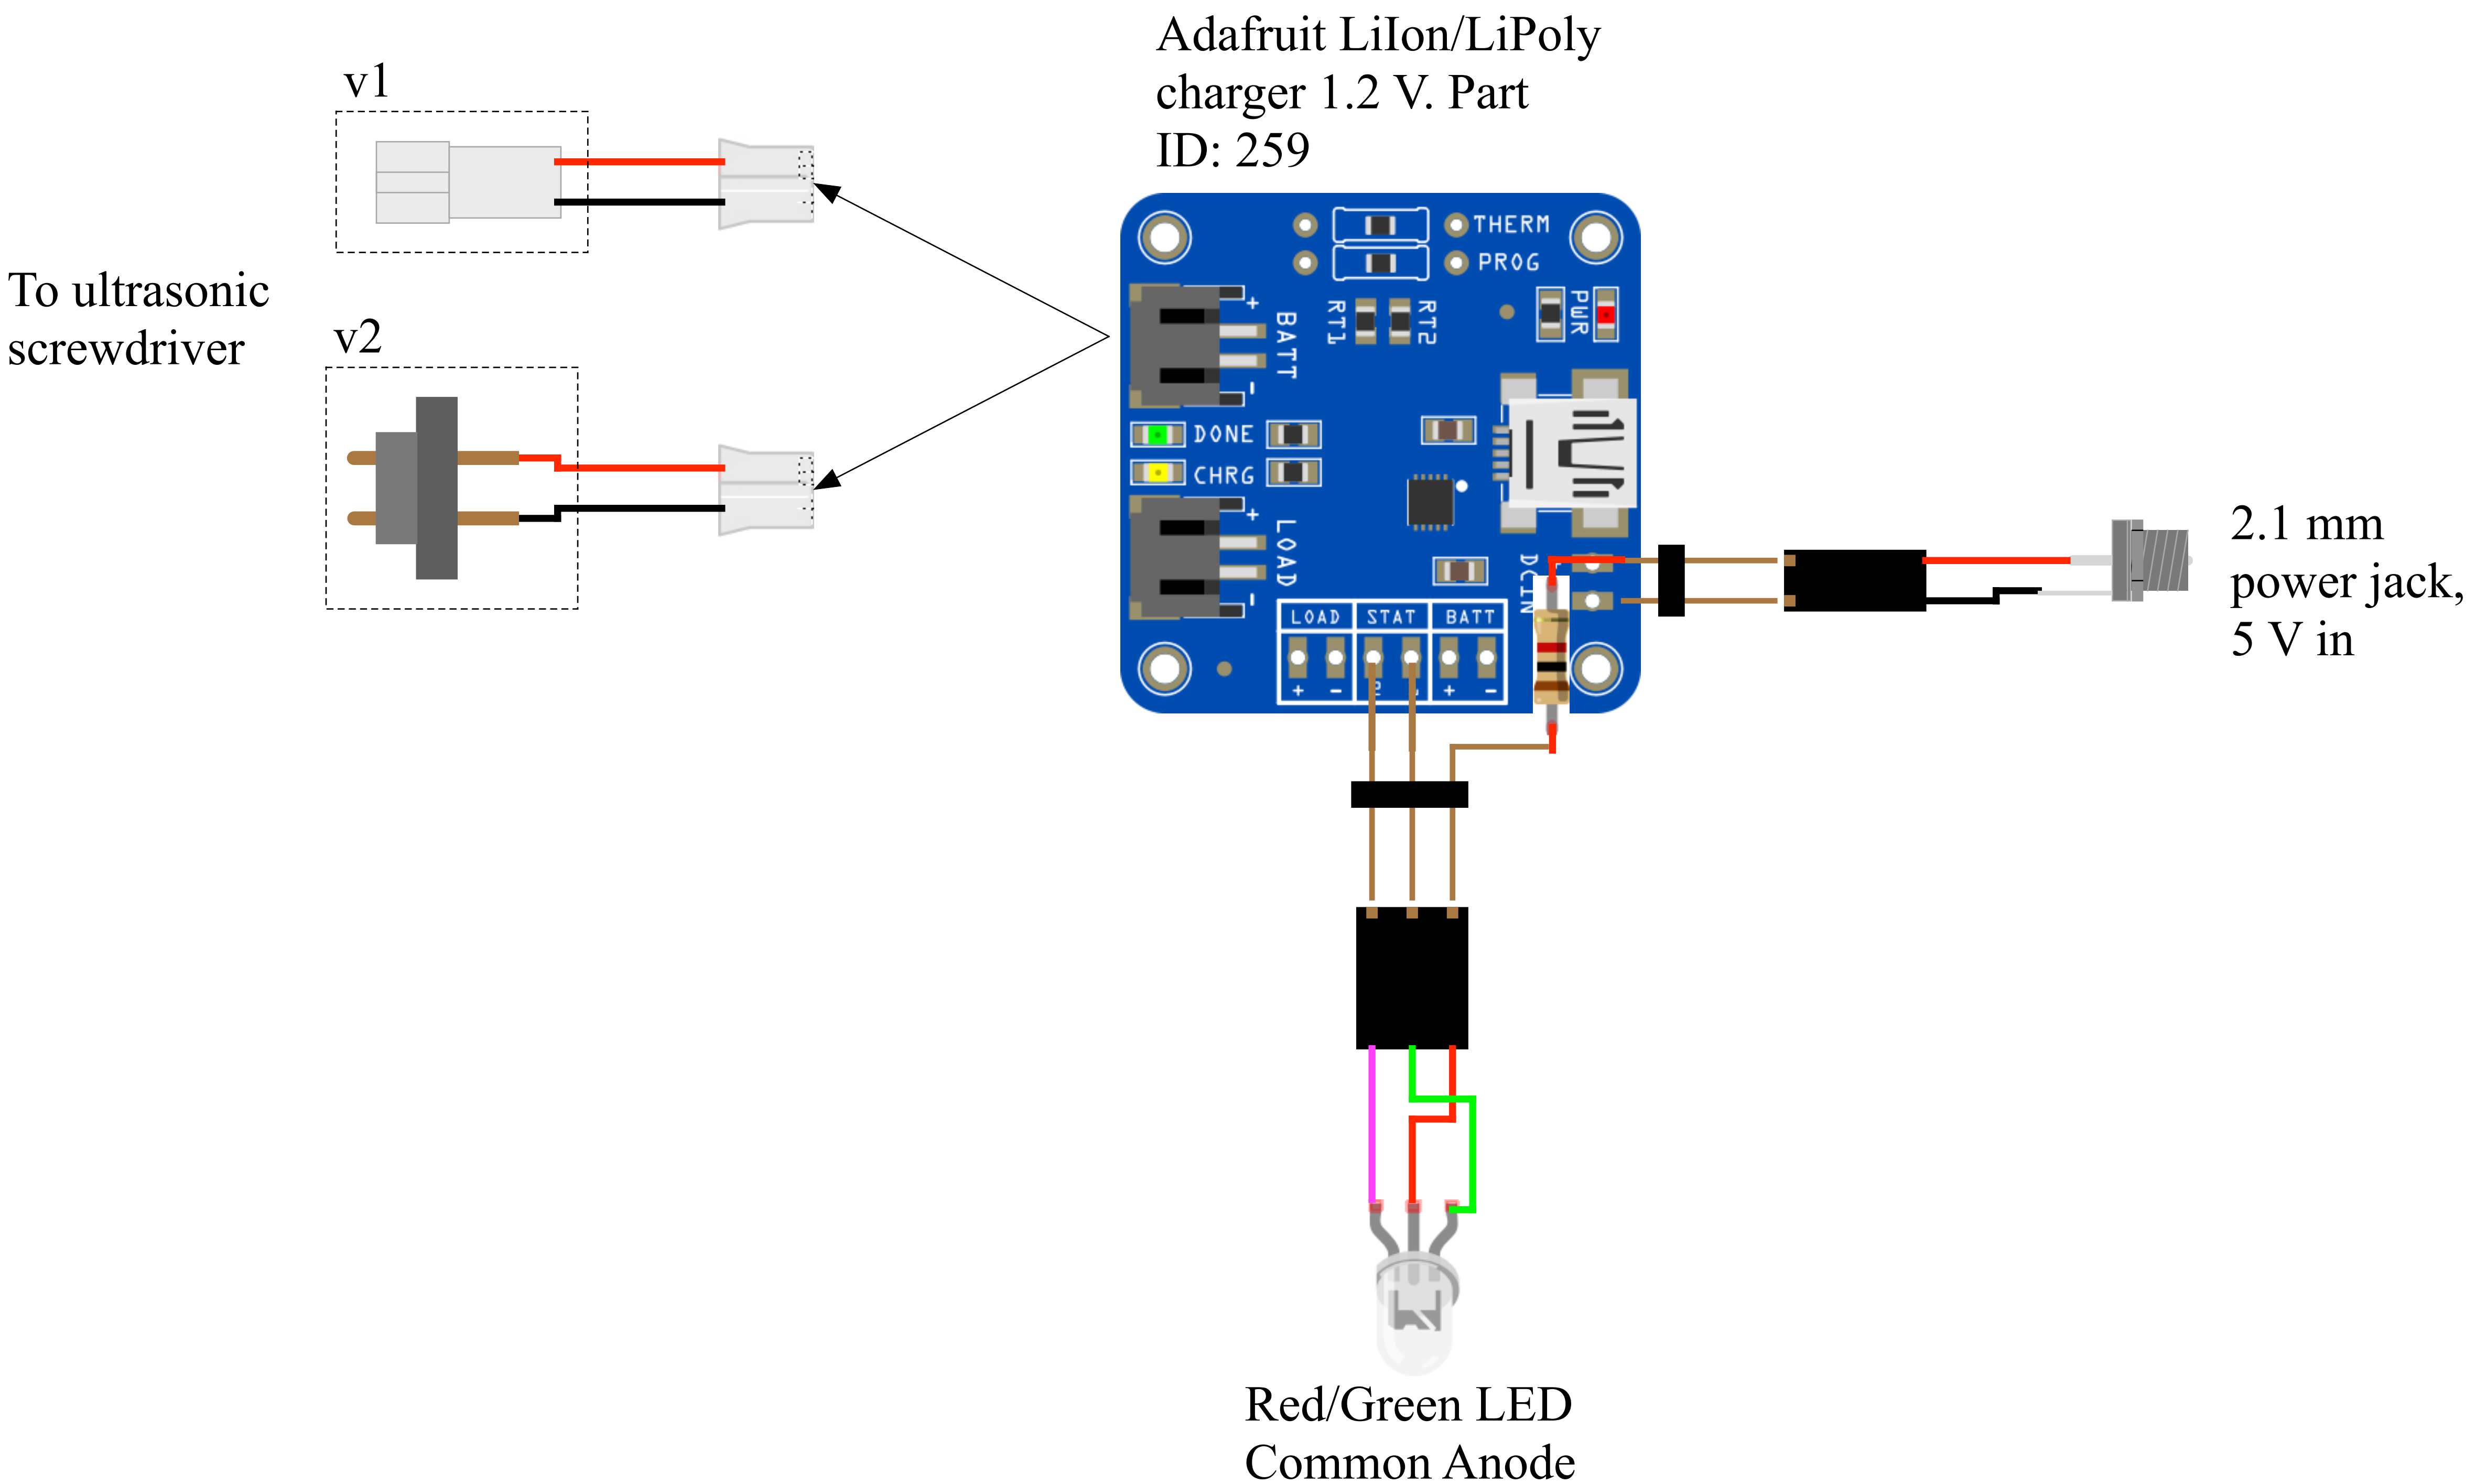 Adafruit LiIon/LiPoly
charger 1.2 V. Part
ID: 259
v1
To ultrasonic
screwdriver
v2
THERM
PROG
PWR
RT1
RT2
+
BATT
-
DONE
CHRG
+
LOAD
-
DCIN
LOAD STAT BATT
+ - 2 + -
2.1 mm
power jack,
5 V in
Red/Green LED
Common Anode